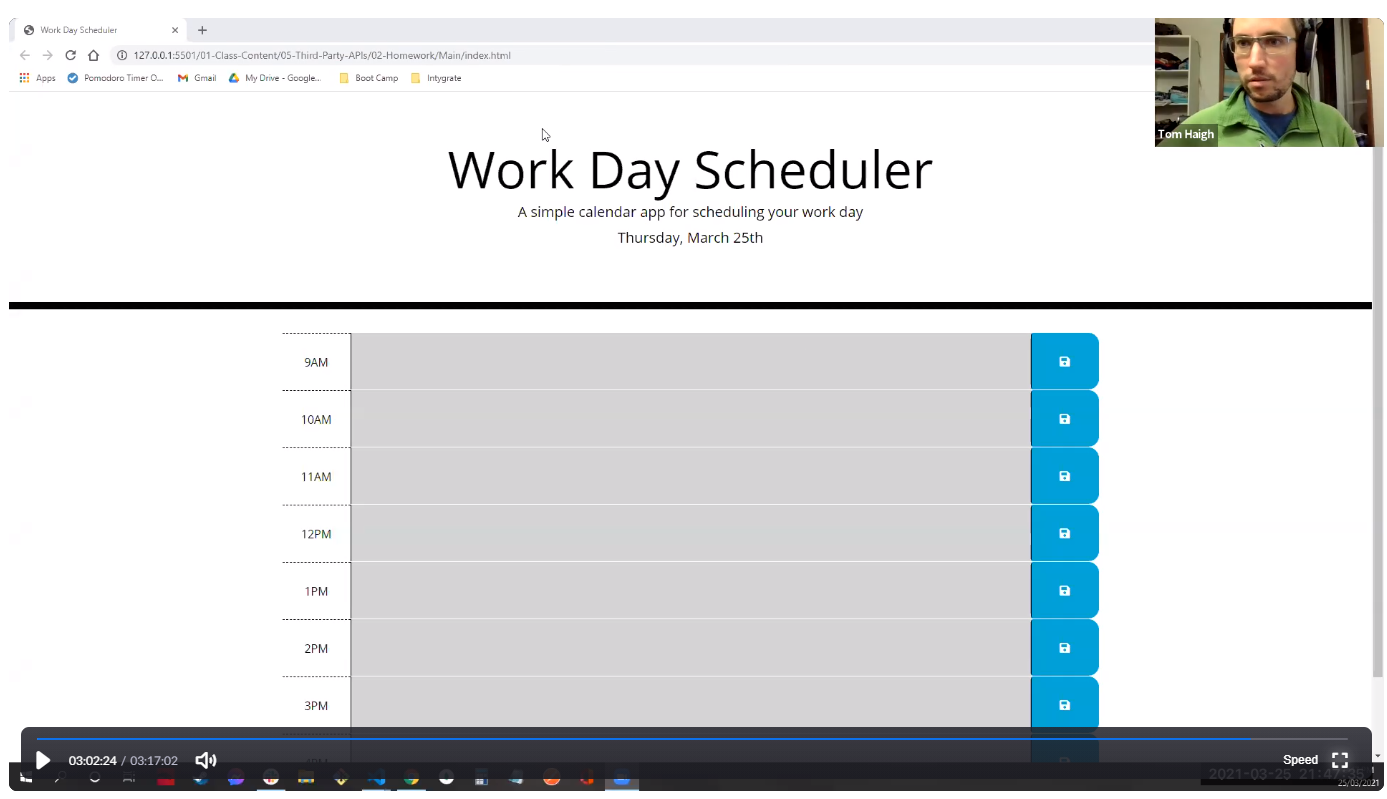 Work Day Scheduler
127.0.0.1:5501/01-Class-Content/05-Third-Party-APIs/02-Homework/Main/index.html
Apps Pomodoro Timer O... Gmail My Drive - Google... Boot Camp Intygrate
Tom Haigh
Work Day Scheduler
A simple calendar app for scheduling your work day
Thursday, March 25th
9AM
10AM
11AM
12PM
1PM
2PM
3PM
4PM
03:02:24 / 03:17:02
Speed
2021-03-25 21:47:35
25/03/2021